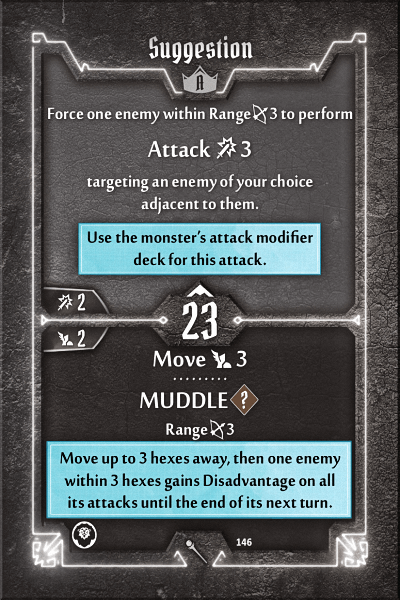 Suggestion
A
Force one enemy within Range 3 to perform
Attack 3
targeting an enemy of your choice
adjacent to them.
Use the monster's attack modifier
deck for this attack.
2
23
2
Move 3
MUDDLE ?
Range 3
Move up to 3 hexes away, then one enemy
within 3 hexes gains Disadvantage on all
its attacks until the end of its next turn.
146